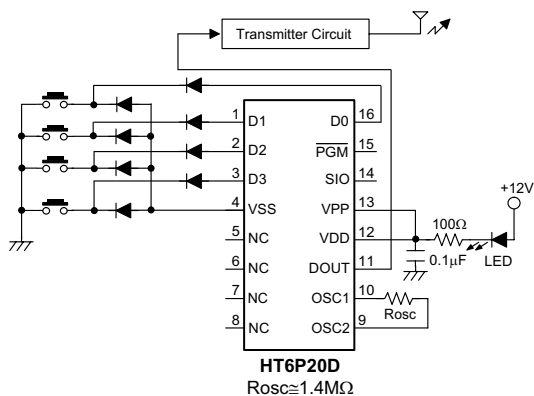 Transmitter Circuit
1 D1
2 D2
3 D3
4 VSS
5 NC
6 NC
7 NC
8 NC
D0 16
PGM 15
SIO 14
VPP 13
VDD 12
DOUT 11
OSC1 10
OSC2 9
+12V
100Ω
0.1μF
LED
Rosc
HT6P20D
Rosc≅1.4MΩ